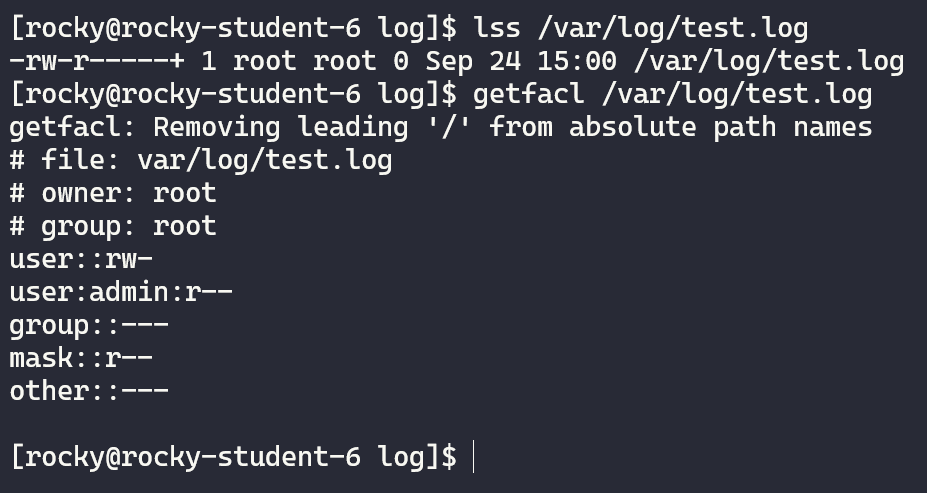 [rocky@rocky-student-6 log]$ lss /var/log/test.log
-rw-r-----+ 1 root root 0 Sep 24 15:00 /var/log/test.log
[rocky@rocky-student-6 log]$ getfacl /var/log/test.log
getfacl: Removing leading '/' from absolute path names
# file: var/log/test.log
# owner: root
# group: root
user::rw-
user:admin:r--
group::---
mask::r--
other::---
[rocky@rocky-student-6 log]$